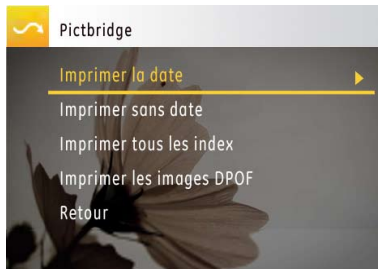 Pictbridge
Imprimer la date
Imprimer sans date
Imprimer tous les index
Imprimer les images DPOF
Retour